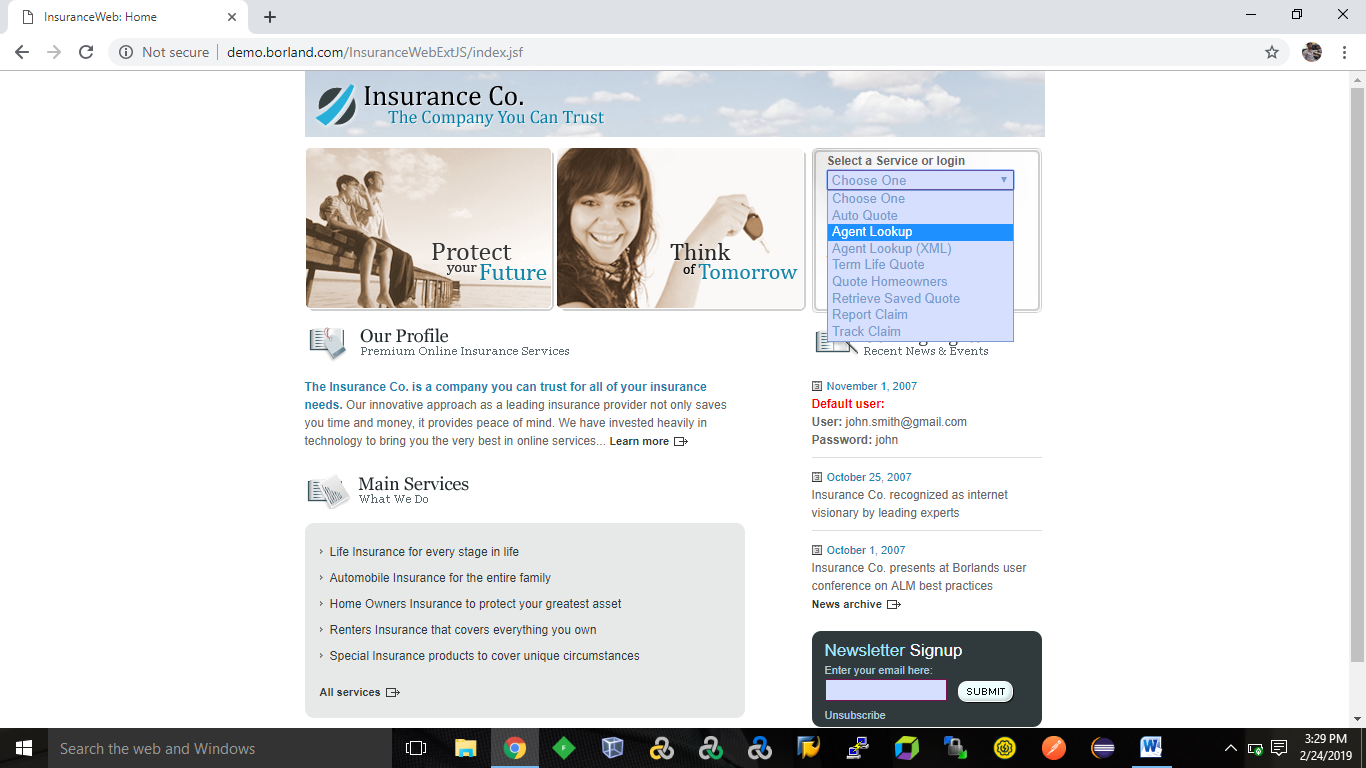 InsuranceWeb: Home
Not secure
demo.borland.com/InsuranceWebExtJS/index.jsf
Insurance Co.
The Company You Can Trust
Protect
your Future
Think
of Tomorrow
Select a Service or login
Choose One
Choose One
Auto Quote
Agent Lookup
Agent Lookup (XML)
Term Life Quote
Quote Homeowners
Retrieve Saved Quote
Report Claim
Track Claim
Our Profile
Premium Online Insurance Services
The Insurance Co. is a company you can trust for all of your insurance
needs. Our innovative approach as a leading insurance provider not only saves
you time and money, it provides peace of mind. We have invested heavily in
technology to bring you the very best in online services... Learn more
Main Services
What We Do
› Life Insurance for every stage in life
› Automobile Insurance for the entire family
› Home Owners Insurance to protect your greatest asset
› Renters Insurance that covers everything you own
› Special Insurance products to cover unique circumstances
All services
Recent News & Events
November 1, 2007
Default user:
User: john.smith@gmail.com
Password: john
October 25, 2007
Insurance Co. recognized as internet
visionary by leading experts
October 1, 2007
Insurance Co. presents at Borlands user
conference on ALM best practices
News archive
Newsletter Signup
Enter your email here:
SUBMIT
Unsubscribe
Search the web and Windows
3:29 PM
2/24/2019